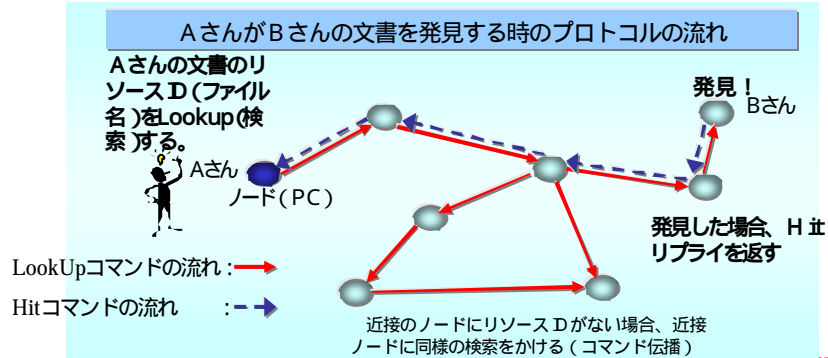 AさんがBさんの文書を発見する時のプロトコルの流れ
Aさんの文書のリ
ソースID(ファイル
名)をLookup(検
索)する。
発見!
Bさん
Aさん
ノード(PC)
発見した場合、Hit
リプライを返す
LookUpコマンドの流れ:
Hitコマンドの流れ :
近接のノードにリソースIDがない場合、近接
ノードに同様の検索をかける(コマンド伝播)